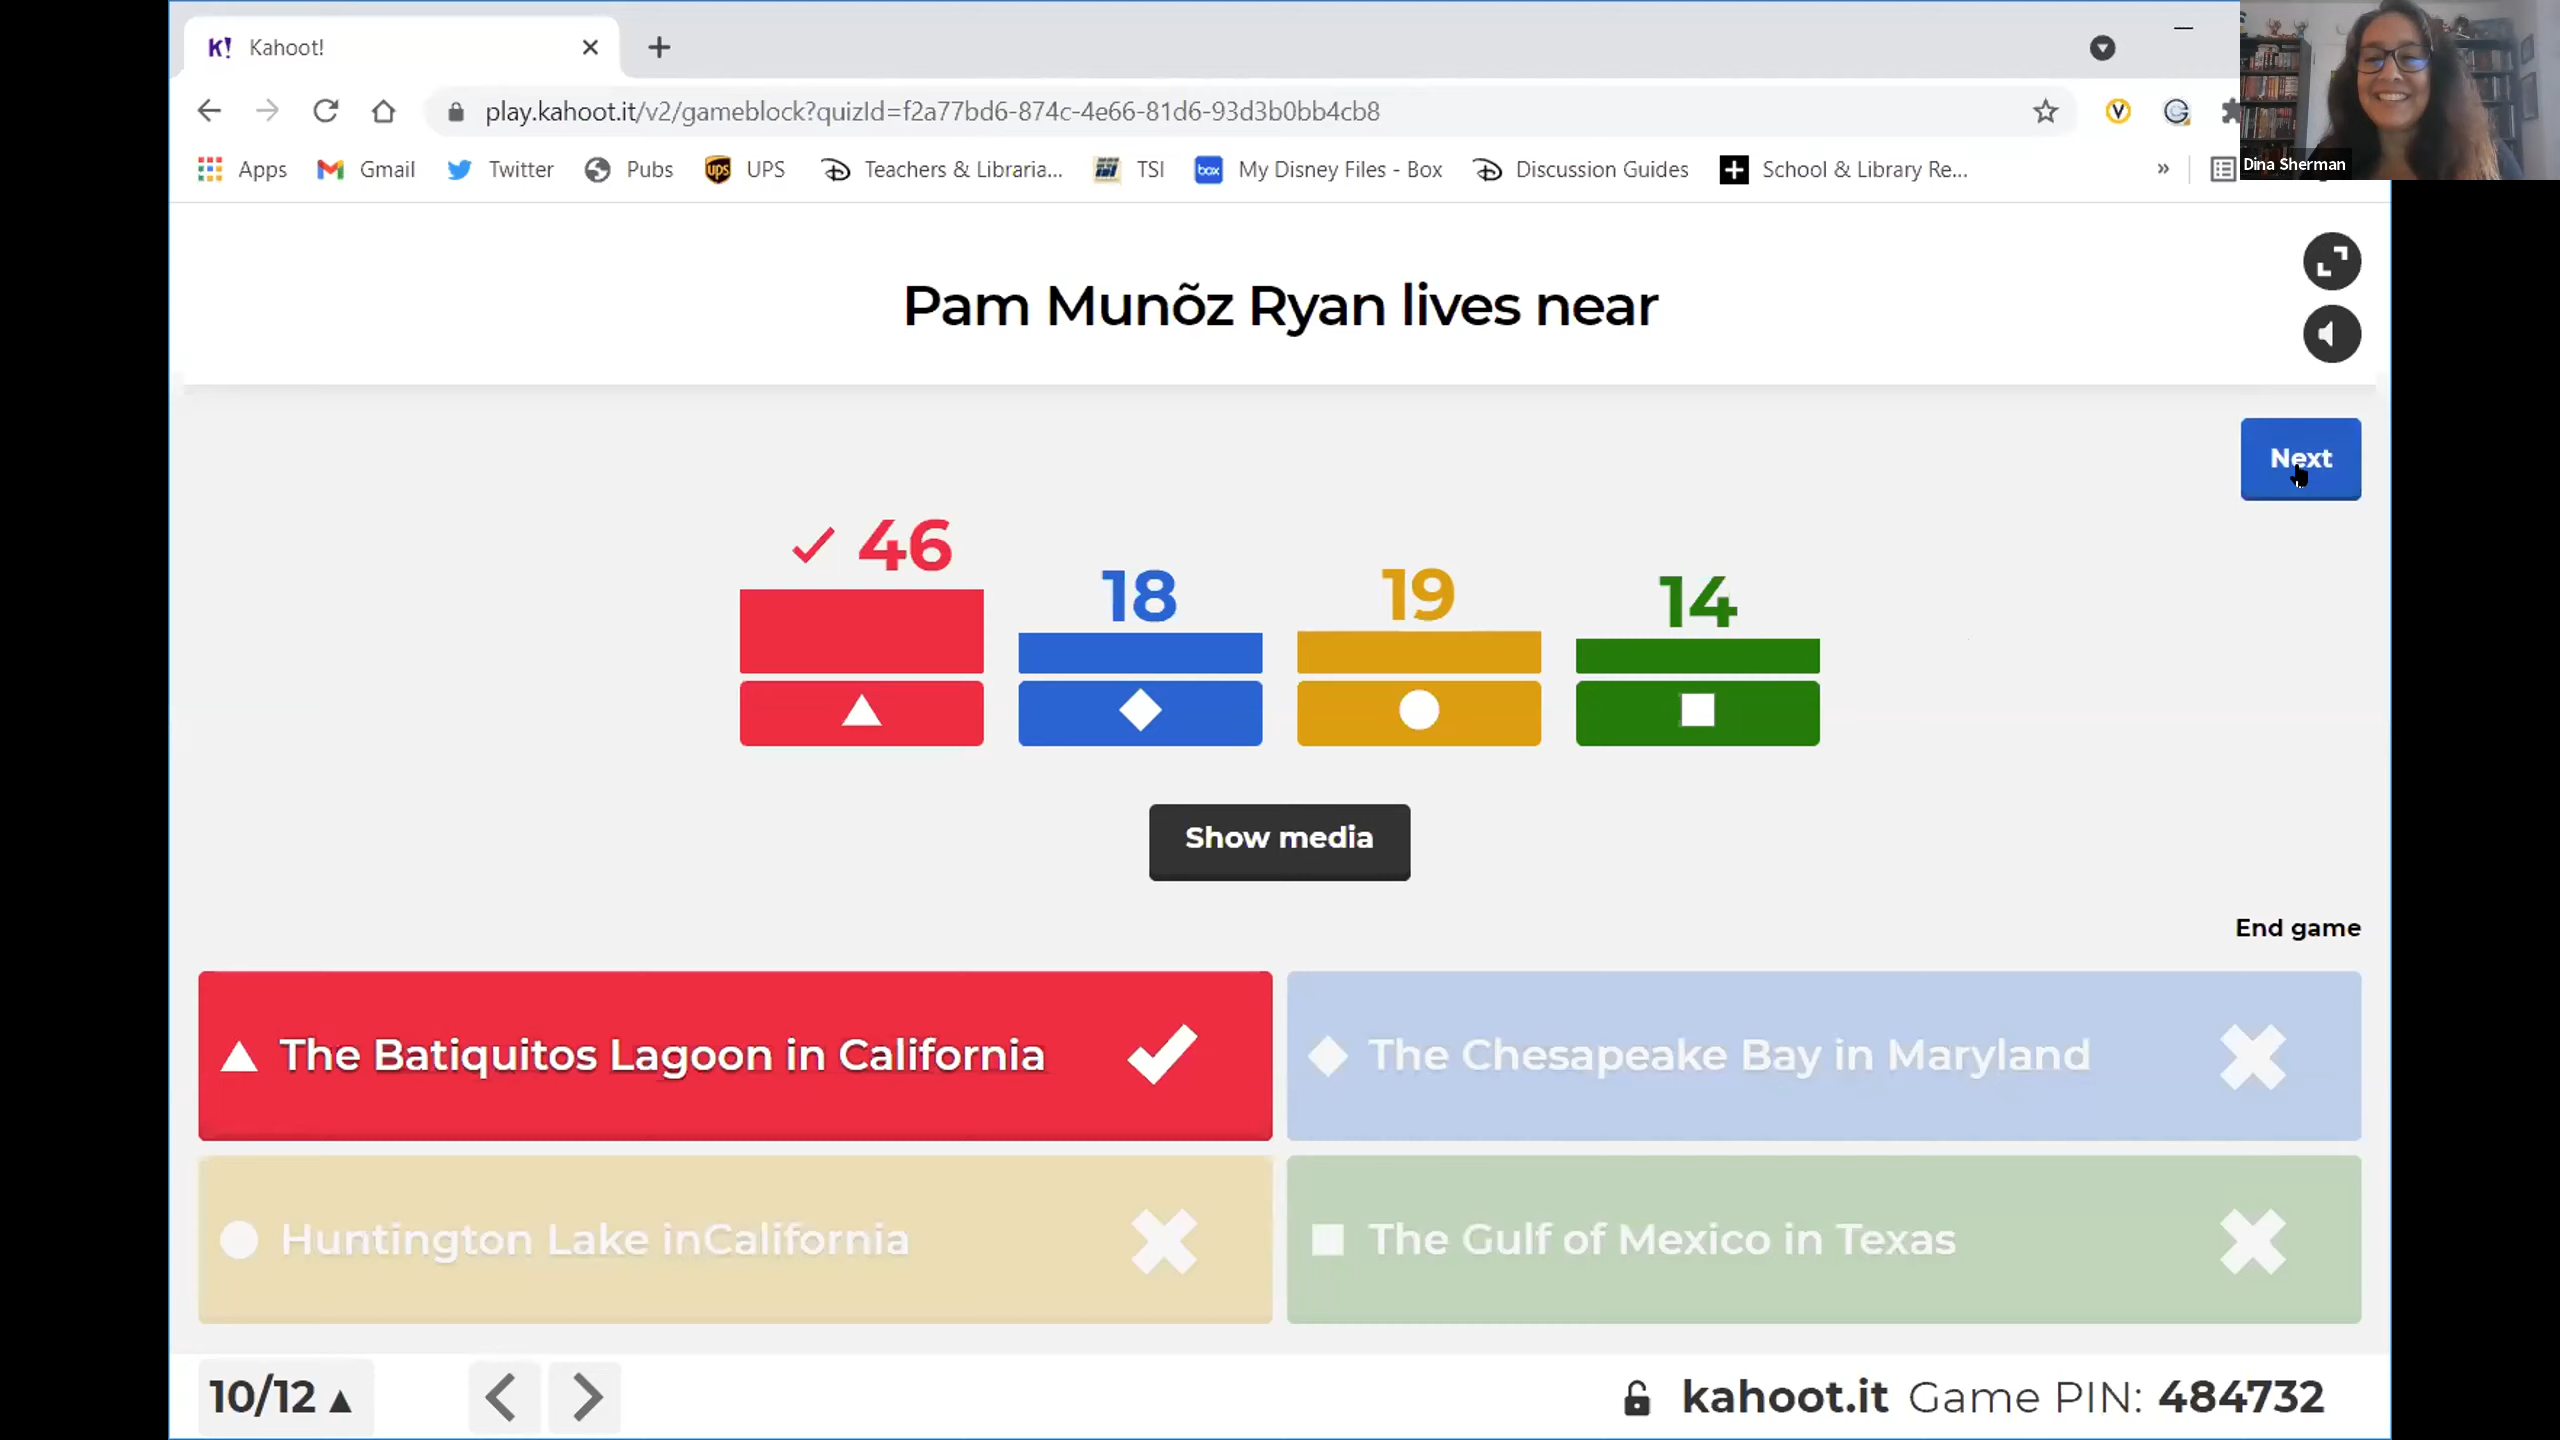 K! Kahoot!
play.kahoot.it/v2/gameblock?quizId=f2a77bd6-874c-4e66-81d6-93d3b0bb4cb8
Apps Gmail Twitter Pubs ups UPS Teachers & Libraria... TSI box My Disney Files - Box Discussion Guides School & Library Re... »
Dina Sherman
Pam Munõz Ryan lives near
Next
46 18 19 14
Show media
End game
The Batiquitos Lagoon in California
The Chesapeake Bay in Maryland
Huntington Lake inCalifornia
The Gulf of Mexico in Texas
10/12
kahoot.it Game PIN: 484732